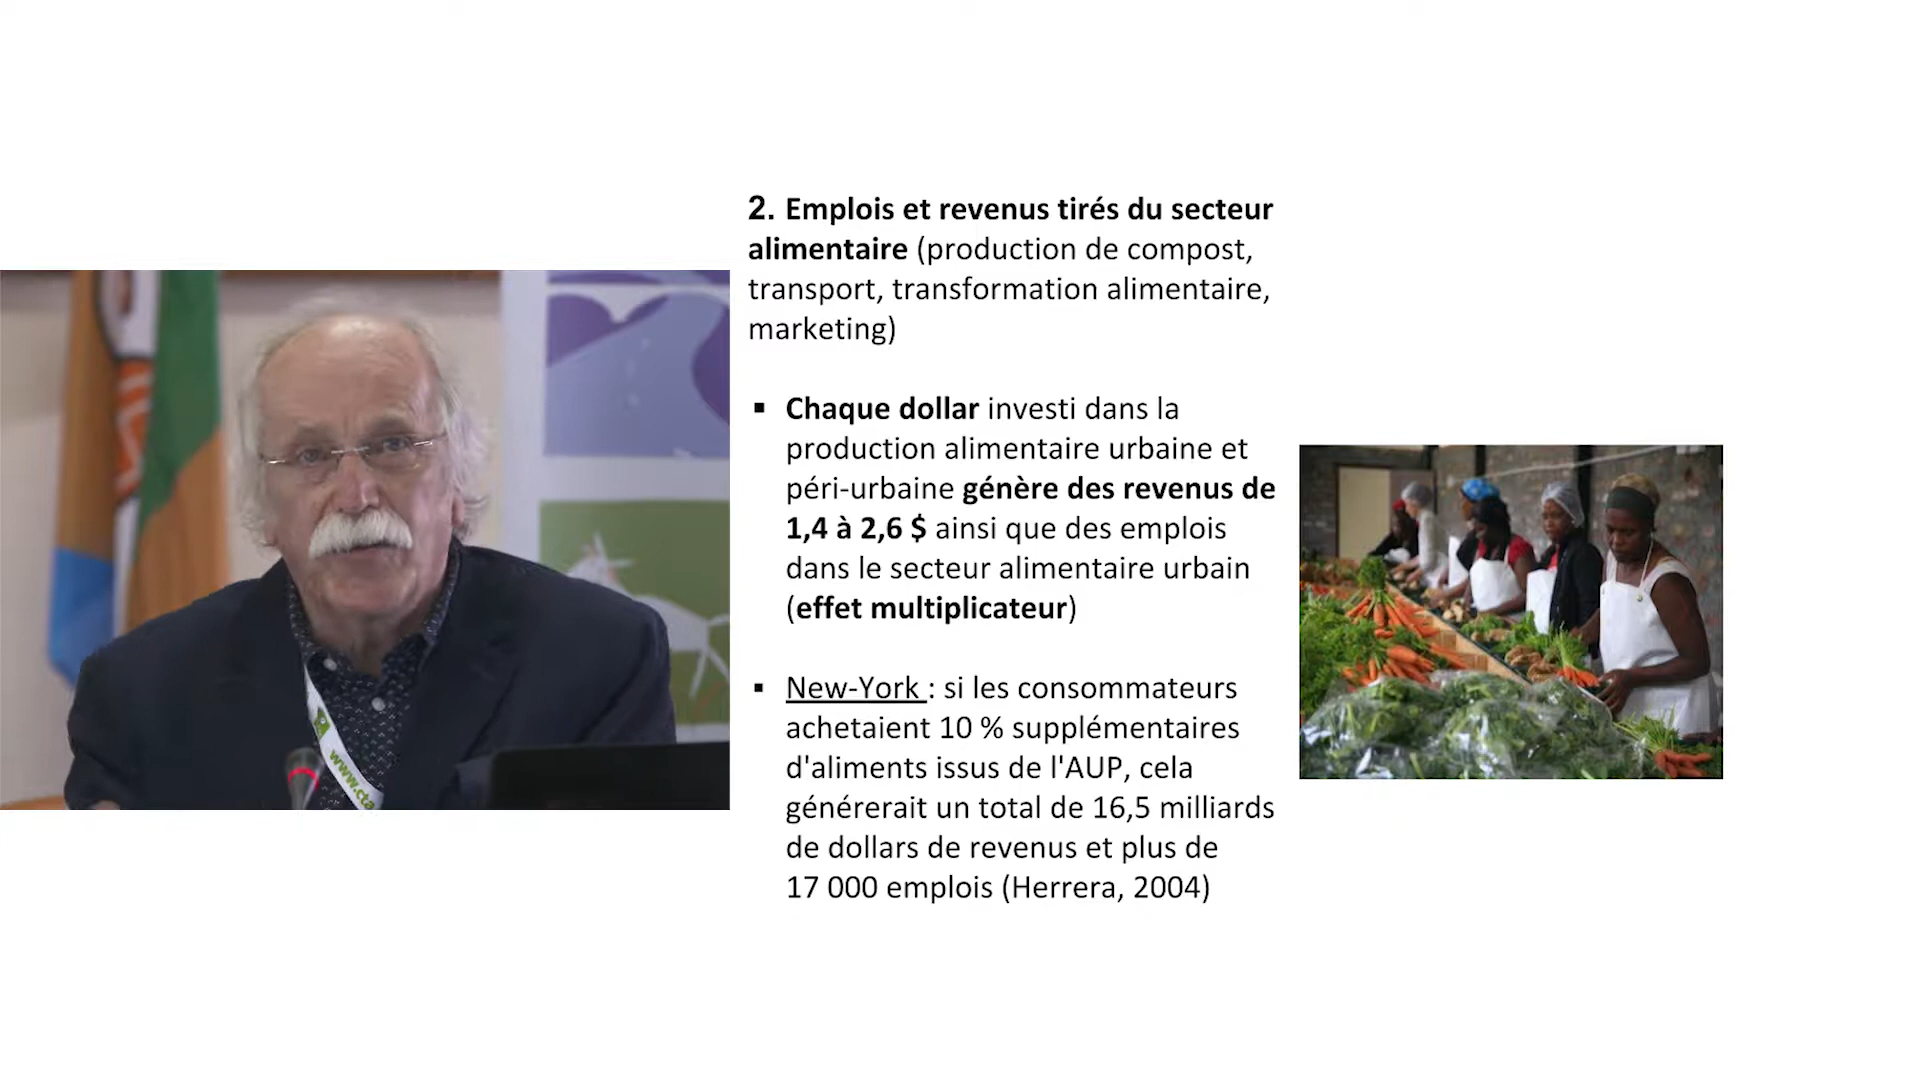 2. Emplois et revenus tirés du secteur
alimentaire (production de compost,
transport, transformation alimentaire,
marketing)
▪ Chaque dollar investi dans la
production alimentaire urbaine et
péri-urbaine génère des revenus de
1,4 à 2,6 $ ainsi que des emplois
dans le secteur alimentaire urbain
(effet multiplicateur)
▪ New-York : si les consommateurs
achetaient 10 % supplémentaires
d'aliments issus de l'AUP, cela
générerait un total de 16,5 milliards
de dollars de revenus et plus de
17 000 emplois (Herrera, 2004)
www.cta